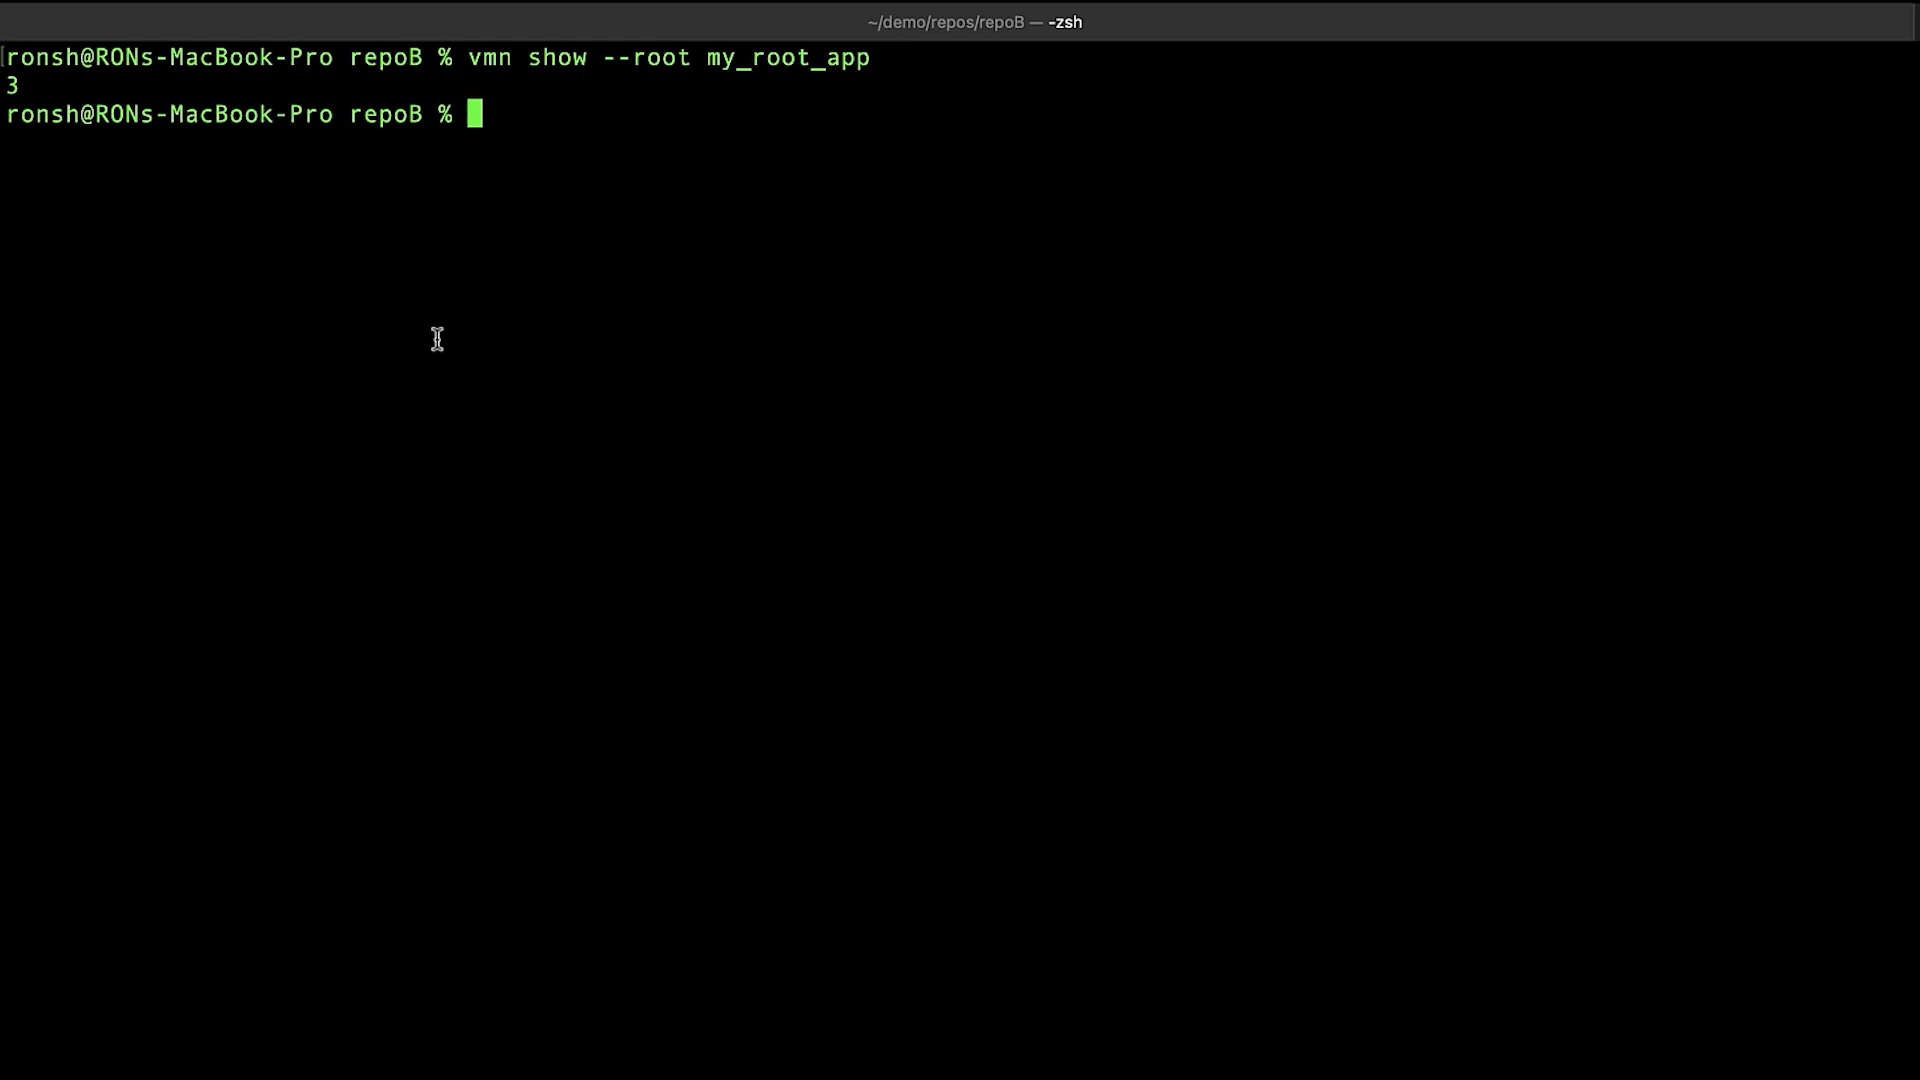 ~/demo/repos/repoB — -zsh
ronsh@RONs-MacBook-Pro repoB % vmn show --root my_root_app
3
ronsh@RONs-MacBook-Pro repoB %